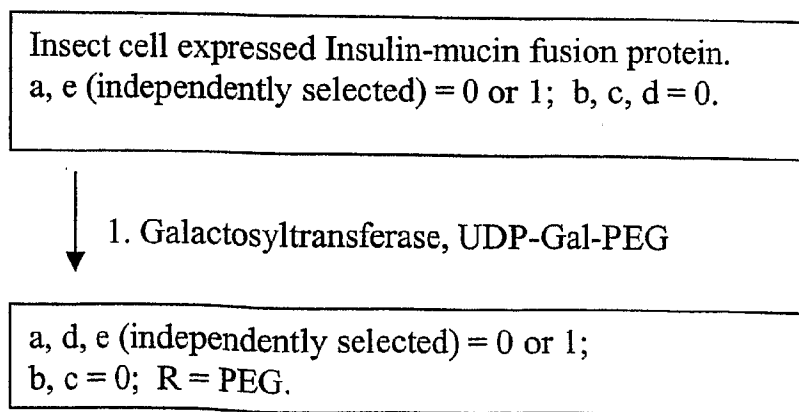 Insect cell expressed Insulin-mucin fusion protein.
a, e (independently selected) = 0 or 1;  b, c, d = 0.
1. Galactosyltransferase, UDP-Gal-PEG
a, d, e (independently selected) = 0 or 1;
b, c = 0;  R = PEG.